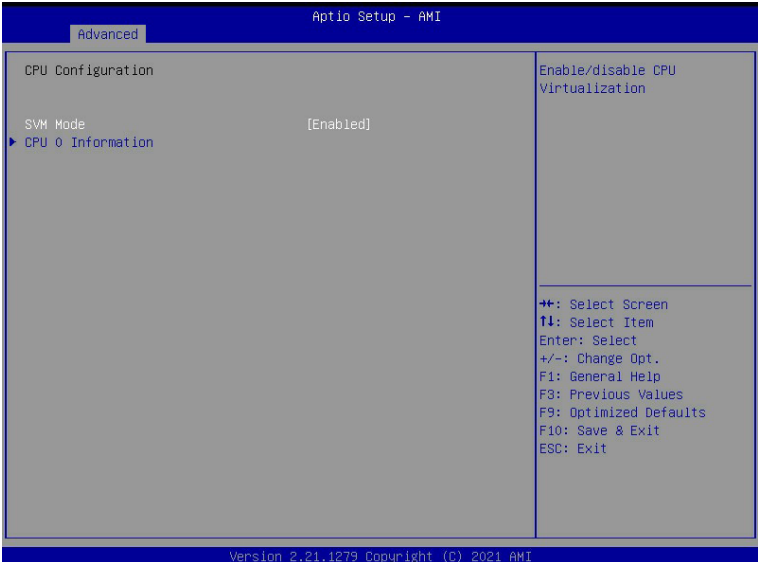 Aptio Setup - AMI
Advanced
CPU Configuration
SVM Mode [Enabled]
CPU 0 Information
Enable/disable CPU
Virtualization
→←: Select Screen
↑↓: Select Item
Enter: Select
+/-: Change Opt.
F1: General Help
F3: Previous Values
F9: Optimized Defaults
F10: Save & Exit
ESC: Exit
Version 2.21.1279 Copyright (C) 2021 AMI